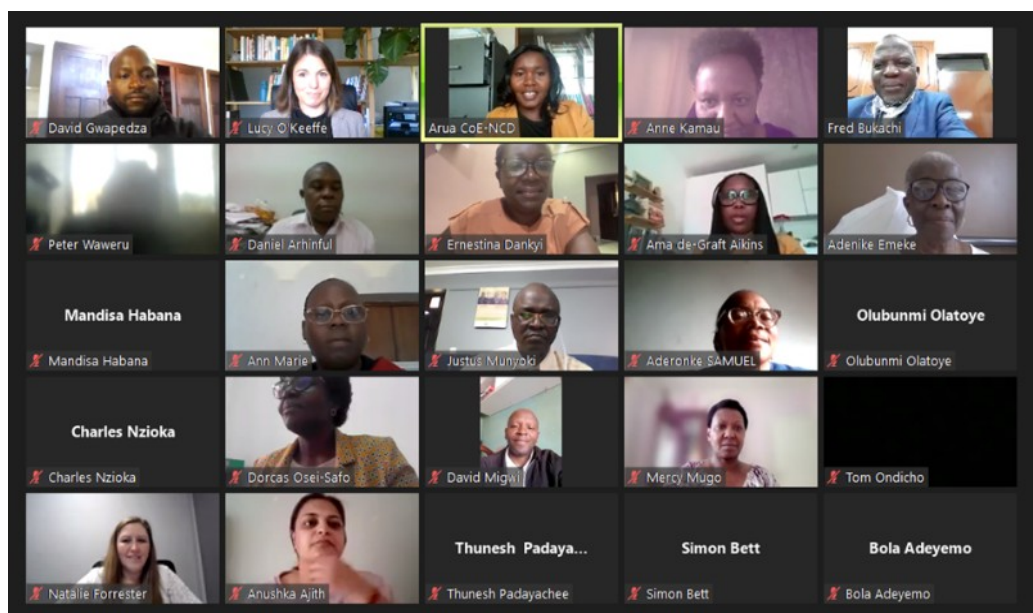 David Gwapedza
Lucy O'Keeffe
Arua CoE-NCD
Anne Kamau
Fred Bukachi
Peter Waweru
Daniel Arhinful
Ernestina Dankyi
Ama de-Graft Aikins
Adenike Emeke
Mandisa Habana
Mandisa Habana
Ann Marie
Justus Munyoki
Aderonke SAMUEL
Olubunmi Olatoye
Olubunmi Olatoye
Charles Nzioka
Charles Nzioka
Dorcas Osei-Safo
David Migwi
Mercy Mugo
Tom Ondicho
Natalie Forrester
Anushka Ajith
Thunesh Padaya...
Thunesh Padayachee
Simon Bett
Simon Bett
Bola Adeyemo
Bola Adeyemo